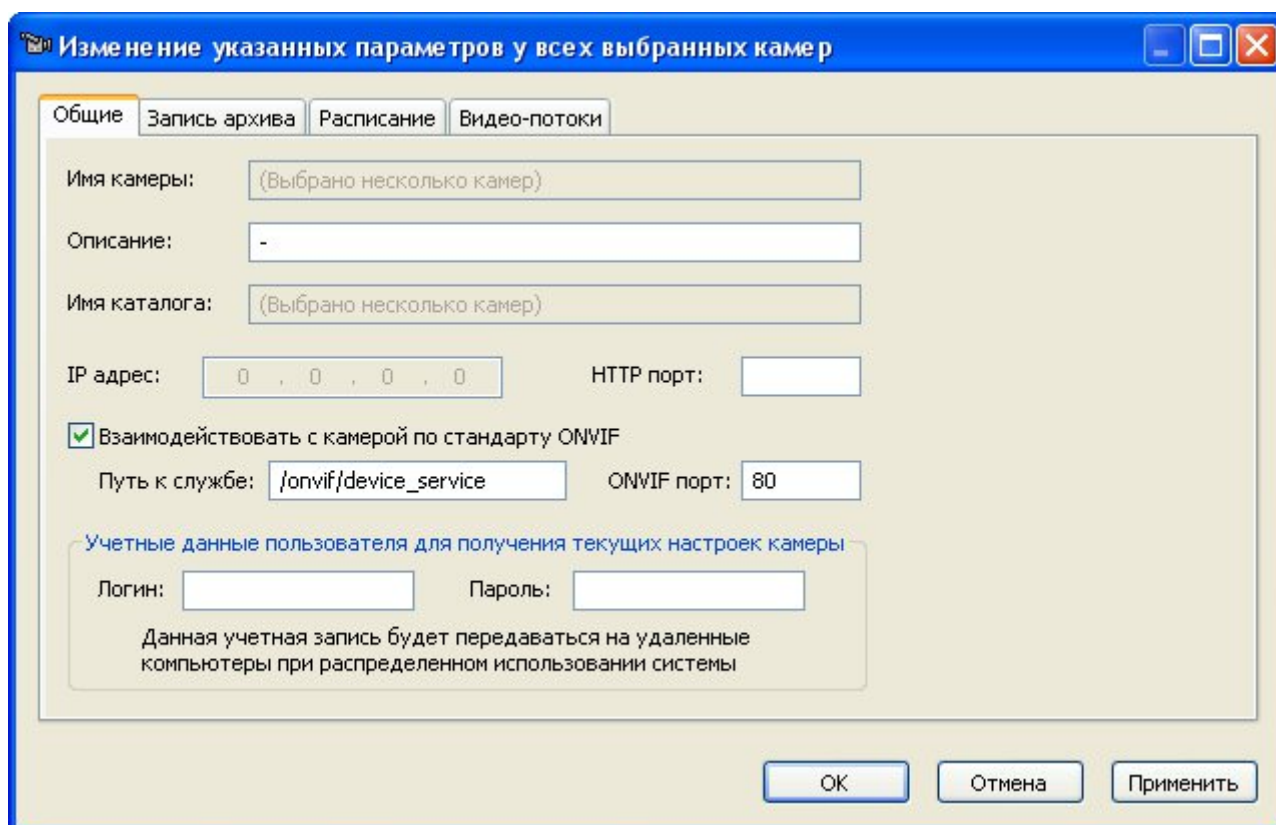 Изменение указанных параметров у всех выбранных камер
Общие Запись архива Расписание Видео-потоки
Имя камеры: (Выбрано несколько камер)
Описание: -
Имя каталога: (Выбрано несколько камер)
IP адрес: 0 . 0 . 0 . 0 HTTP порт:
Взаимодействовать с камерой по стандарту ONVIF
Путь к службе: /onvif/device_service ONVIF порт: 80
Учетные данные пользователя для получения текущих настроек камеры
Логин: Пароль:
Данная учетная запись будет передаваться на удаленные
компьютеры при распределенном использовании системы
OK Отмена Применить